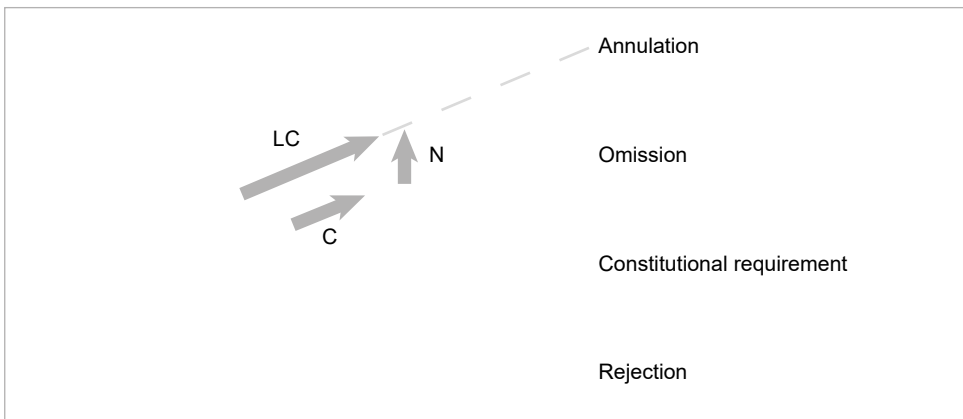 Annulation
LC
N
Omission
C
Constitutional requirement
Rejection